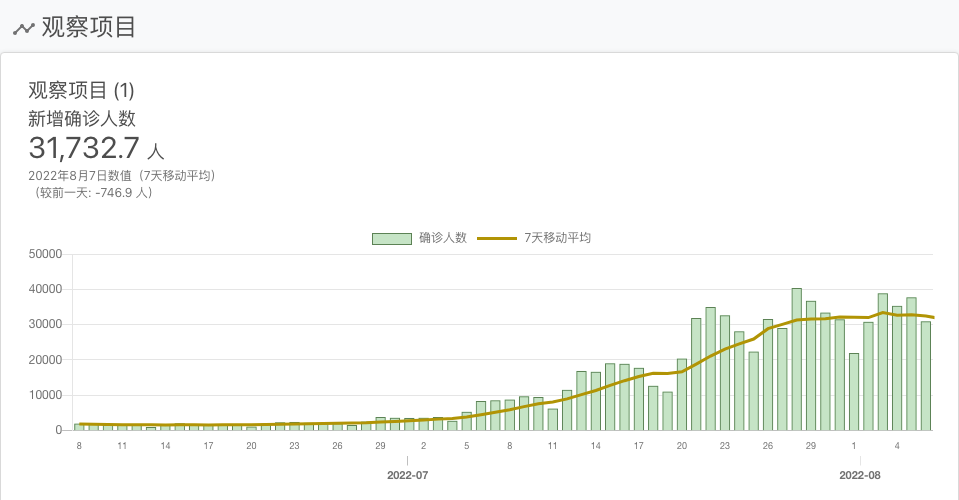 观察项目
观察项目 (1)
新增确诊人数
31,732.7 人
2022年8月7日数值（7天移动平均）
（较前一天: -746.9 人）
确诊人数 7天移动平均
50000
40000
30000
20000
10000
0
8 11 14 17 20 23 26 29 2 5 8 11 14 17 20 23 26 29 1 4
2022-07 2022-08